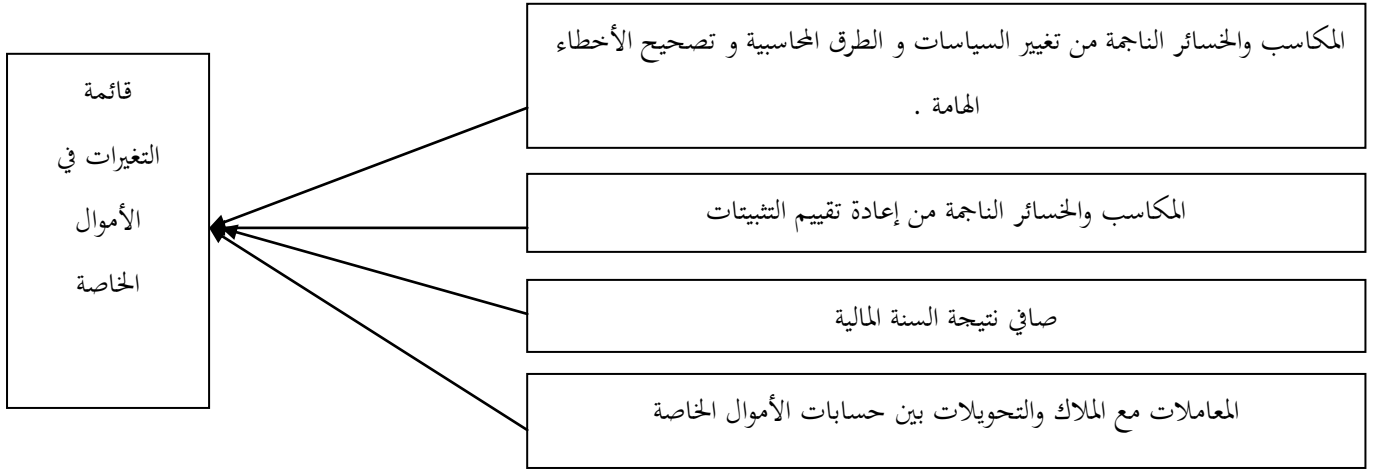 المكاسب والخسائر الناجمة من تغيير السياسات و الطرق المحاسبية و تصحيح الأخطاء
الهامة .
المكاسب والخسائر الناجمة من إعادة تقييم التثبيتات
صافي نتيجة السنة المالية
المعاملات مع الملاك والتحويلات بين حسابات الأموال الخاصة
قائمة
التغيرات في
الأموال
الخاصة